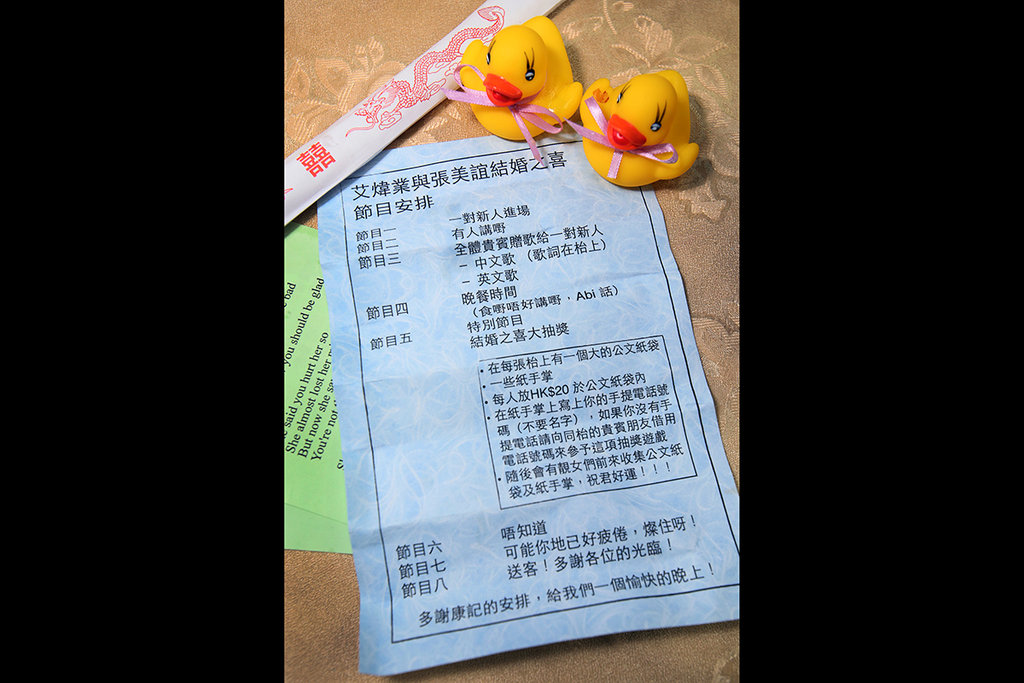 囍
艾煒業與張美誼結婚之喜
節目安排
節目一 一對新人進場
節目二 有人講嘢
節目三 全體貴賓贈歌給一對新人
– 中文歌 (歌詞在枱上)
– 英文歌
節目四 晚餐時間
(食嘢唔好講嘢,Abi 話)
特別節目
節目五 結婚之喜大抽獎
• 在每張枱上有一個大的公文紙袋
• 一些紙手掌
• 每人放HK$20 於公文紙袋內
• 在紙手掌上寫上你的手提電話號
碼(不要名字),如果你沒有手
提電話請向同枱的貴賓朋友借用
電話號碼來參予這項抽獎遊戲
• 隨後會有靚女們前來收集公文紙
袋及紙手掌,祝君好運!!!
唔知道
節目六 可能你地已好疲倦,燦住呀!
節目七 送客!多謝各位的光臨!
節目八
多謝康記的安排,給我們一個愉快的晚上!
bad
you should be glad
said you hurt her so
She almost lost her
But now she
You're not